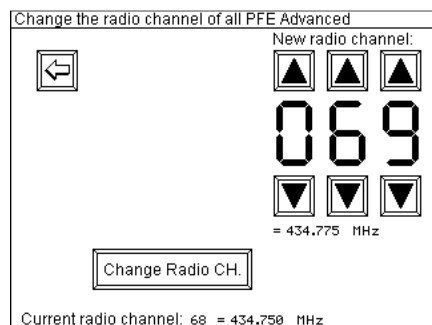 Change the radio channel of all PFE Advanced
New radio channel:
069
= 434.775 MHz
Change Radio CH.
Current radio channel: 68 = 434.750 MHz